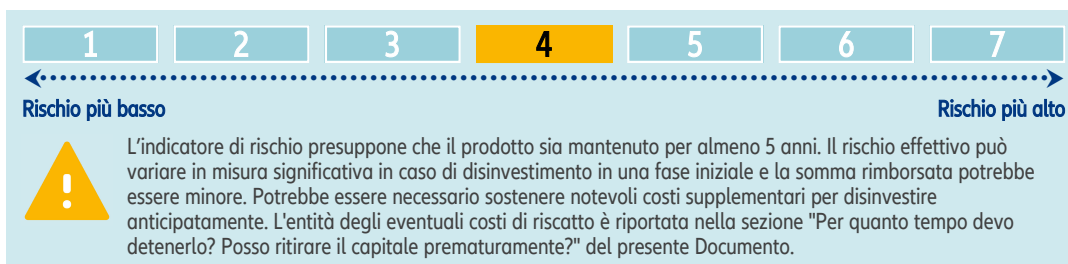 1 2 3 4 5 6 7
Rischio più basso Rischio più alto
L'indicatore di rischio presuppone che il prodotto sia mantenuto per almeno 5 anni. Il rischio effettivo può
variare in misura significativa in caso di disinvestimento in una fase iniziale e la somma rimborsata potrebbe
essere minore. Potrebbe essere necessario sostenere notevoli costi supplementari per disinvestire
anticipatamente. L'entità degli eventuali costi di riscatto è riportata nella sezione "Per quanto tempo devo
detenerlo? Posso ritirare il capitale prematuramente?" del presente Documento.